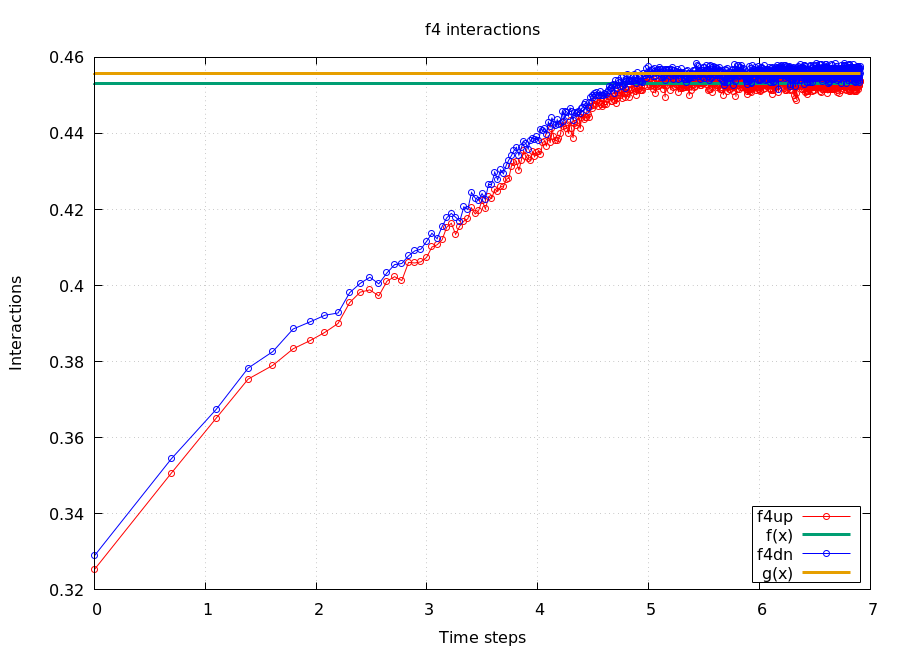 f4 interactions
0.46
0.44
0.42
0.4
0.38
0.36
0.34
0.32
Interactions
0 1 2 3 4 5 6 7
Time steps
f4up
f(x)
f4dn
g(x)